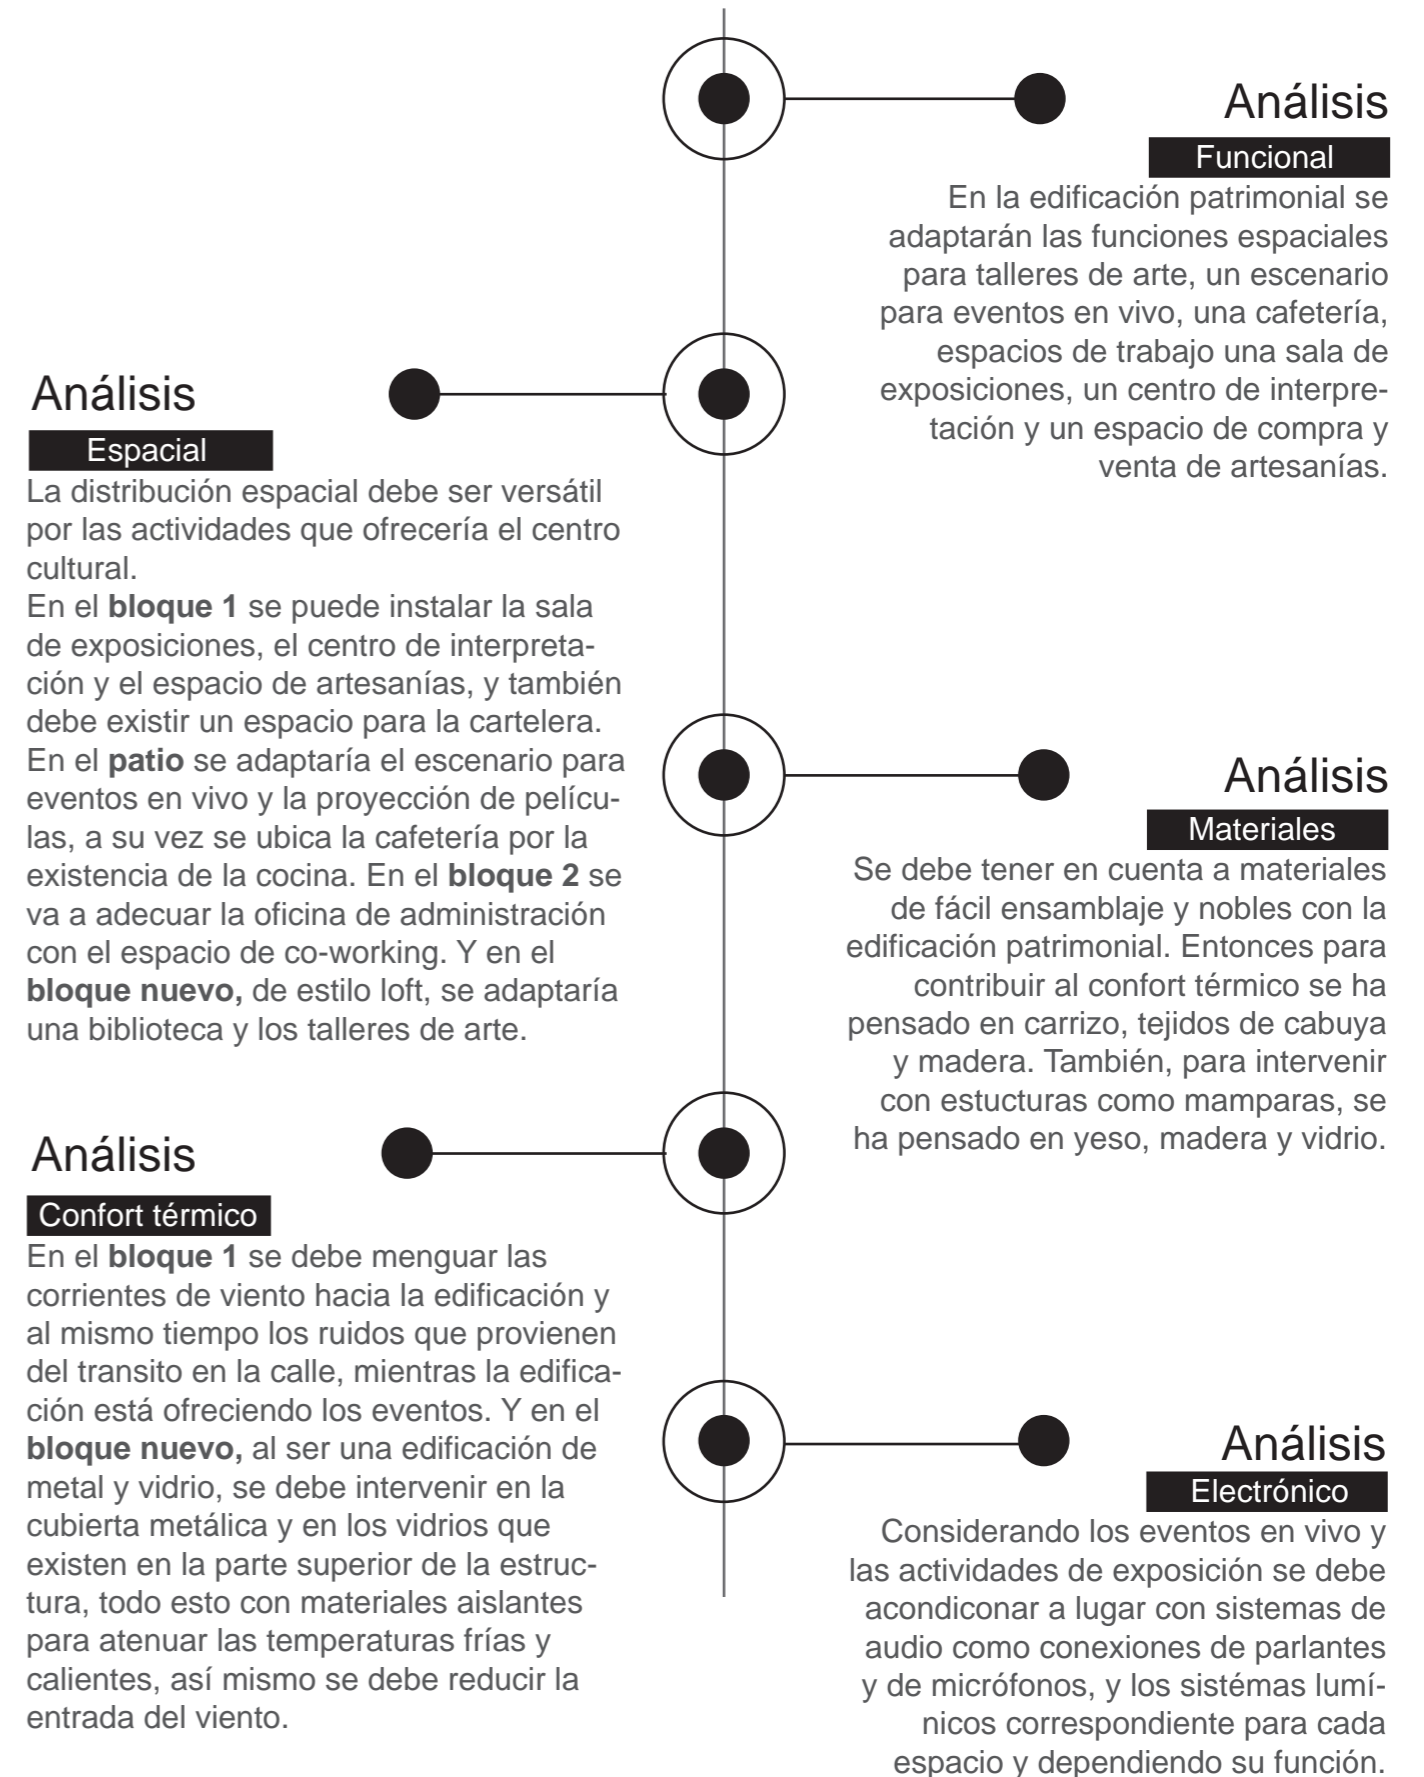 Análisis
Funcional
En la edificación patrimonial se
adaptarán las funciones espaciales
para talleres de arte, un escenario
para eventos en vivo, una cafetería,
espacios de trabajo una sala de
exposiciones, un centro de interpre-
tación y un espacio de compra y
venta de artesanías.
Análisis
Espacial
La distribución espacial debe ser versátil
por las actividades que ofrecería el centro
cultural.
En el bloque 1 se puede instalar la sala
de exposiciones, el centro de interpreta-
ción y el espacio de artesanías, y también
debe existir un espacio para la cartelera.
En el patio se adaptaría el escenario para
eventos en vivo y la proyección de pelícu-
las, a su vez se ubica la cafetería por la
existencia de la cocina. En el bloque 2 se
va a adecuar la oficina de administración
con el espacio de co-working. Y en el
bloque nuevo, de estilo loft, se adaptaría
una biblioteca y los talleres de arte.
Análisis
Materiales
Se debe tener en cuenta a materiales
de fácil ensamblaje y nobles con la
edificación patrimonial. Entonces para
contribuir al confort térmico se ha
pensado en carrizo, tejidos de cabuya
y madera. También, para intervenir
con estucturas como mamparas, se
ha pensado en yeso, madera y vidrio.
Análisis
Confort térmico
En el bloque 1 se debe menguar las
corrientes de viento hacia la edificación y
al mismo tiempo los ruidos que provienen
del transito en la calle, mientras la edifica-
ción está ofreciendo los eventos. Y en el
bloque nuevo, al ser una edificación de
metal y vidrio, se debe intervenir en la
cubierta metálica y en los vidrios que
existen en la parte superior de la estruc-
tura, todo esto con materiales aislantes
para atenuar las temperaturas frías y
calientes, así mismo se debe reducir la
entrada del viento.
Análisis
Electrónico
Considerando los eventos en vivo y
las actividades de exposición se debe
acondiconar a lugar con sistemas de
audio como conexiones de parlantes
y de micrófonos, y los sistémas lumí-
nicos correspondiente para cada
espacio y dependiendo su función.